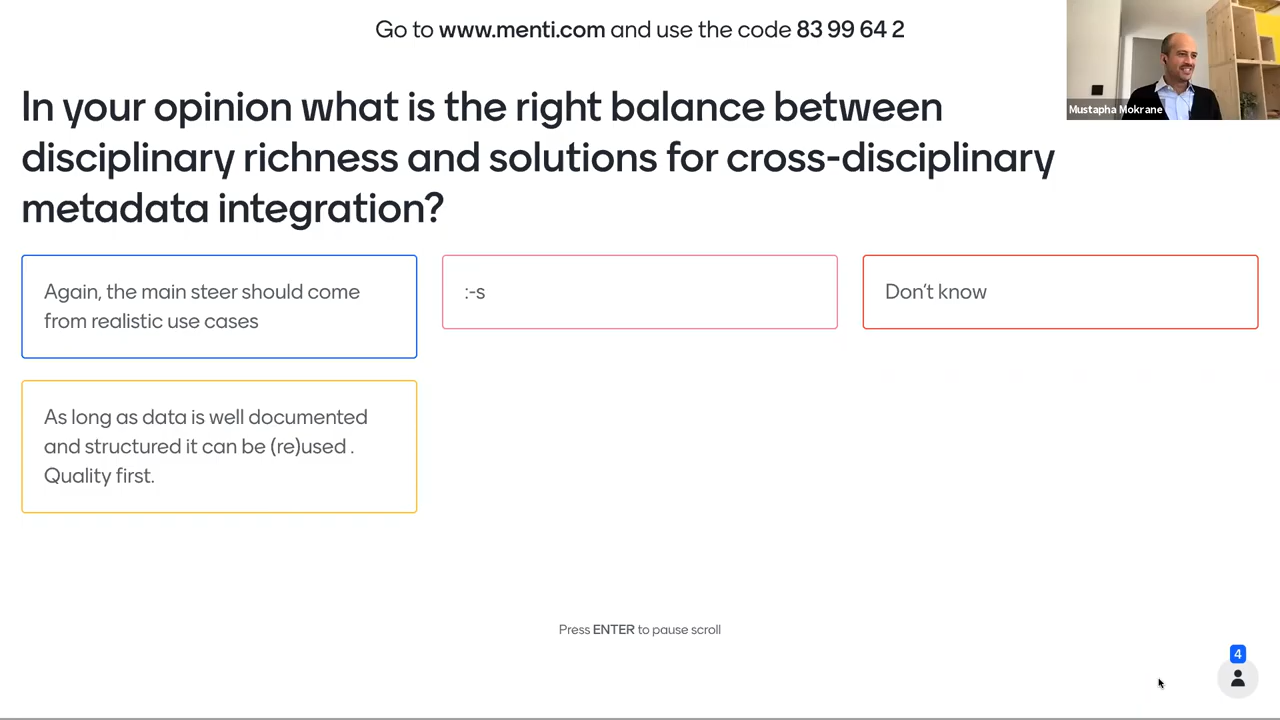 Go to www.menti.com and use the code 83 99 64 2
Mustapha Mokrane
In your opinion what is the right balance between
disciplinary richness and solutions for cross-disciplinary
metadata integration?
Again, the main steer should come
from realistic use cases
:-s
Don't know
As long as data is well documented
and structured it can be (re)used .
Quality first.
Press ENTER to pause scroll
4